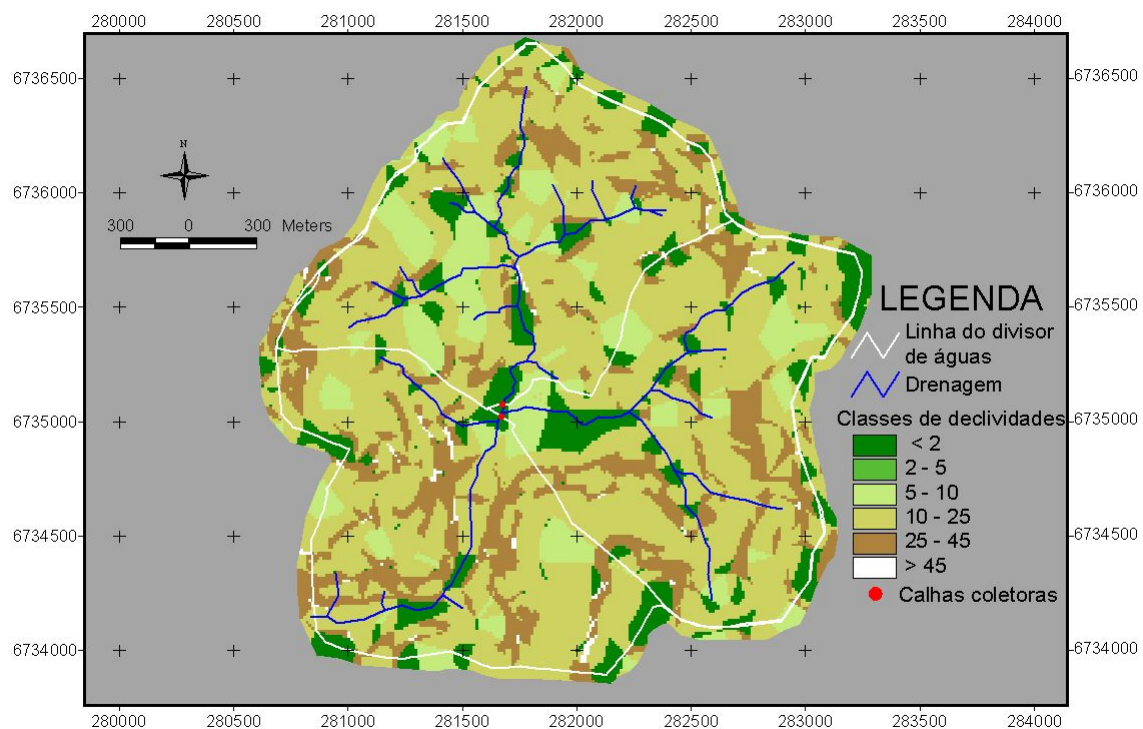 280000 280500 281000 281500 282000 282500 283000 283500 284000
6736500 6736500
N
6736000 6736000
300 0 300 Meters
6735500 6735500
LEGENDA
Linha do divisor
de águas
Drenagem
6735000 6735000
Classes de declividades
< 2
2 - 5
5 - 10
10 - 25
6734500 6734500
25 - 45
> 45
Calhas coletoras
6734000 6734000
280000 280500 281000 281500 282000 282500 283000 283500 284000